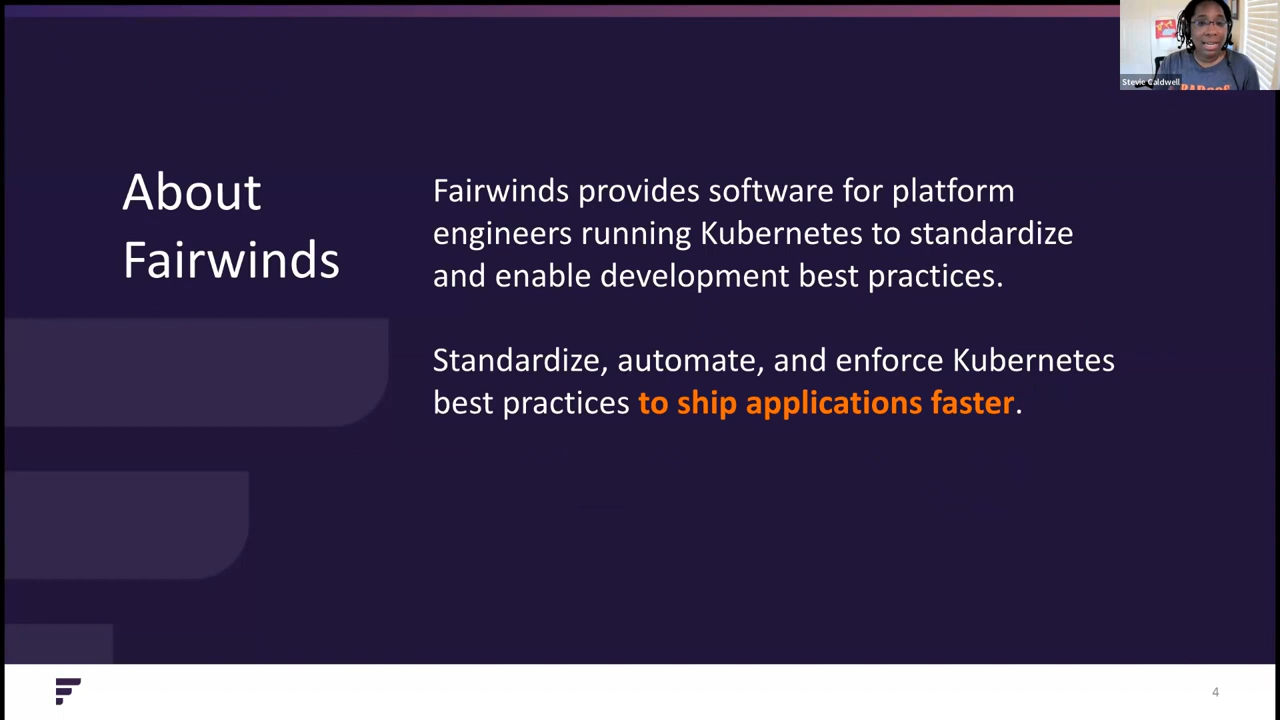 Stevie Caldwell
About
Fairwinds
Fairwinds provides software for platform
engineers running Kubernetes to standardize
and enable development best practices.
Standardize, automate, and enforce Kubernetes
best practices to ship applications faster.
4